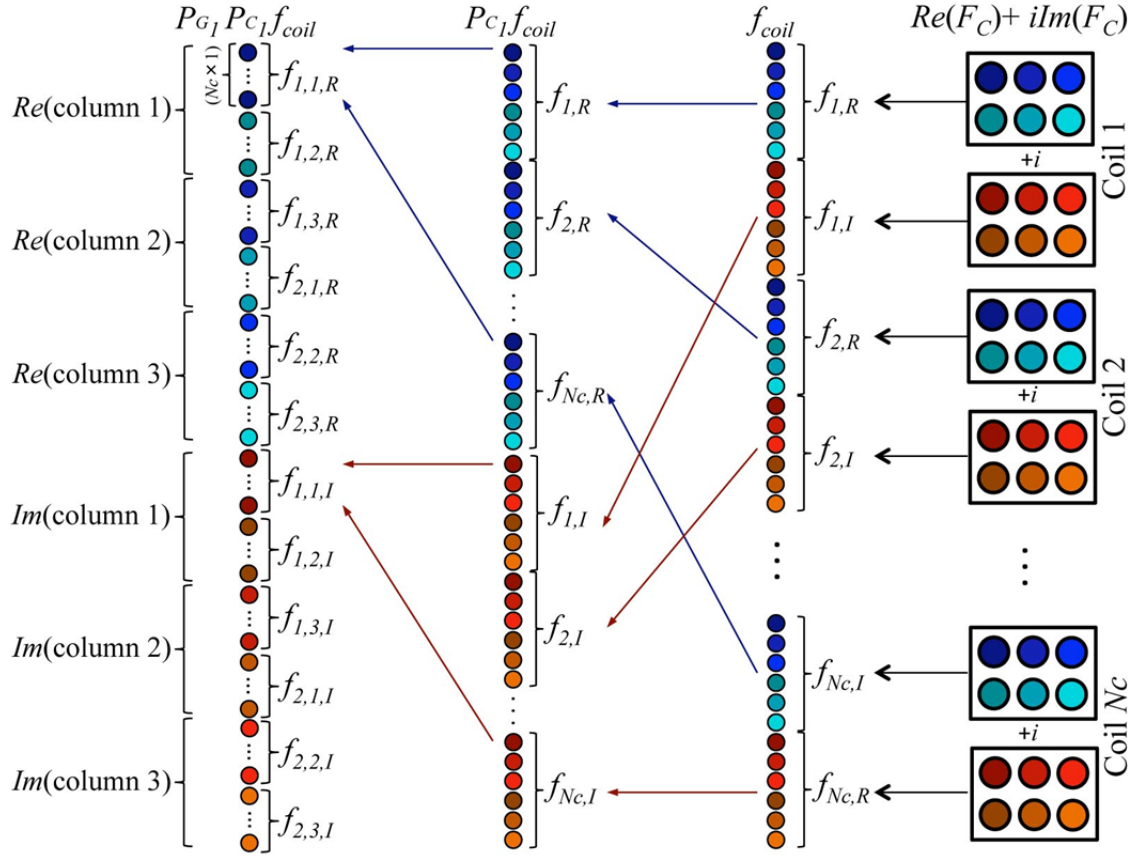 P_{G_1} P_{C_1} f_{coil}
P_{C_1} f_{coil}
f_{coil}
Re(F_C)+ iIm(F_C)
(Nc × 1)
Re(column 1)
Re(column 2)
Re(column 3)
Im(column 1)
Im(column 2)
Im(column 3)
f_{1,1,R}
f_{1,2,R}
f_{1,3,R}
f_{2,1,R}
f_{2,2,R}
f_{2,3,R}
f_{1,1,I}
f_{1,2,I}
f_{1,3,I}
f_{2,1,I}
f_{2,2,I}
f_{2,3,I}
f_{1,R}
f_{2,R}
f_{Nc,R}
f_{1,I}
f_{2,I}
f_{Nc,I}
f_{1,R}
f_{1,I}
f_{2,R}
f_{2,I}
f_{Nc,I}
f_{Nc,R}
+i
Coil 1
+i
Coil 2
+i
Coil Nc